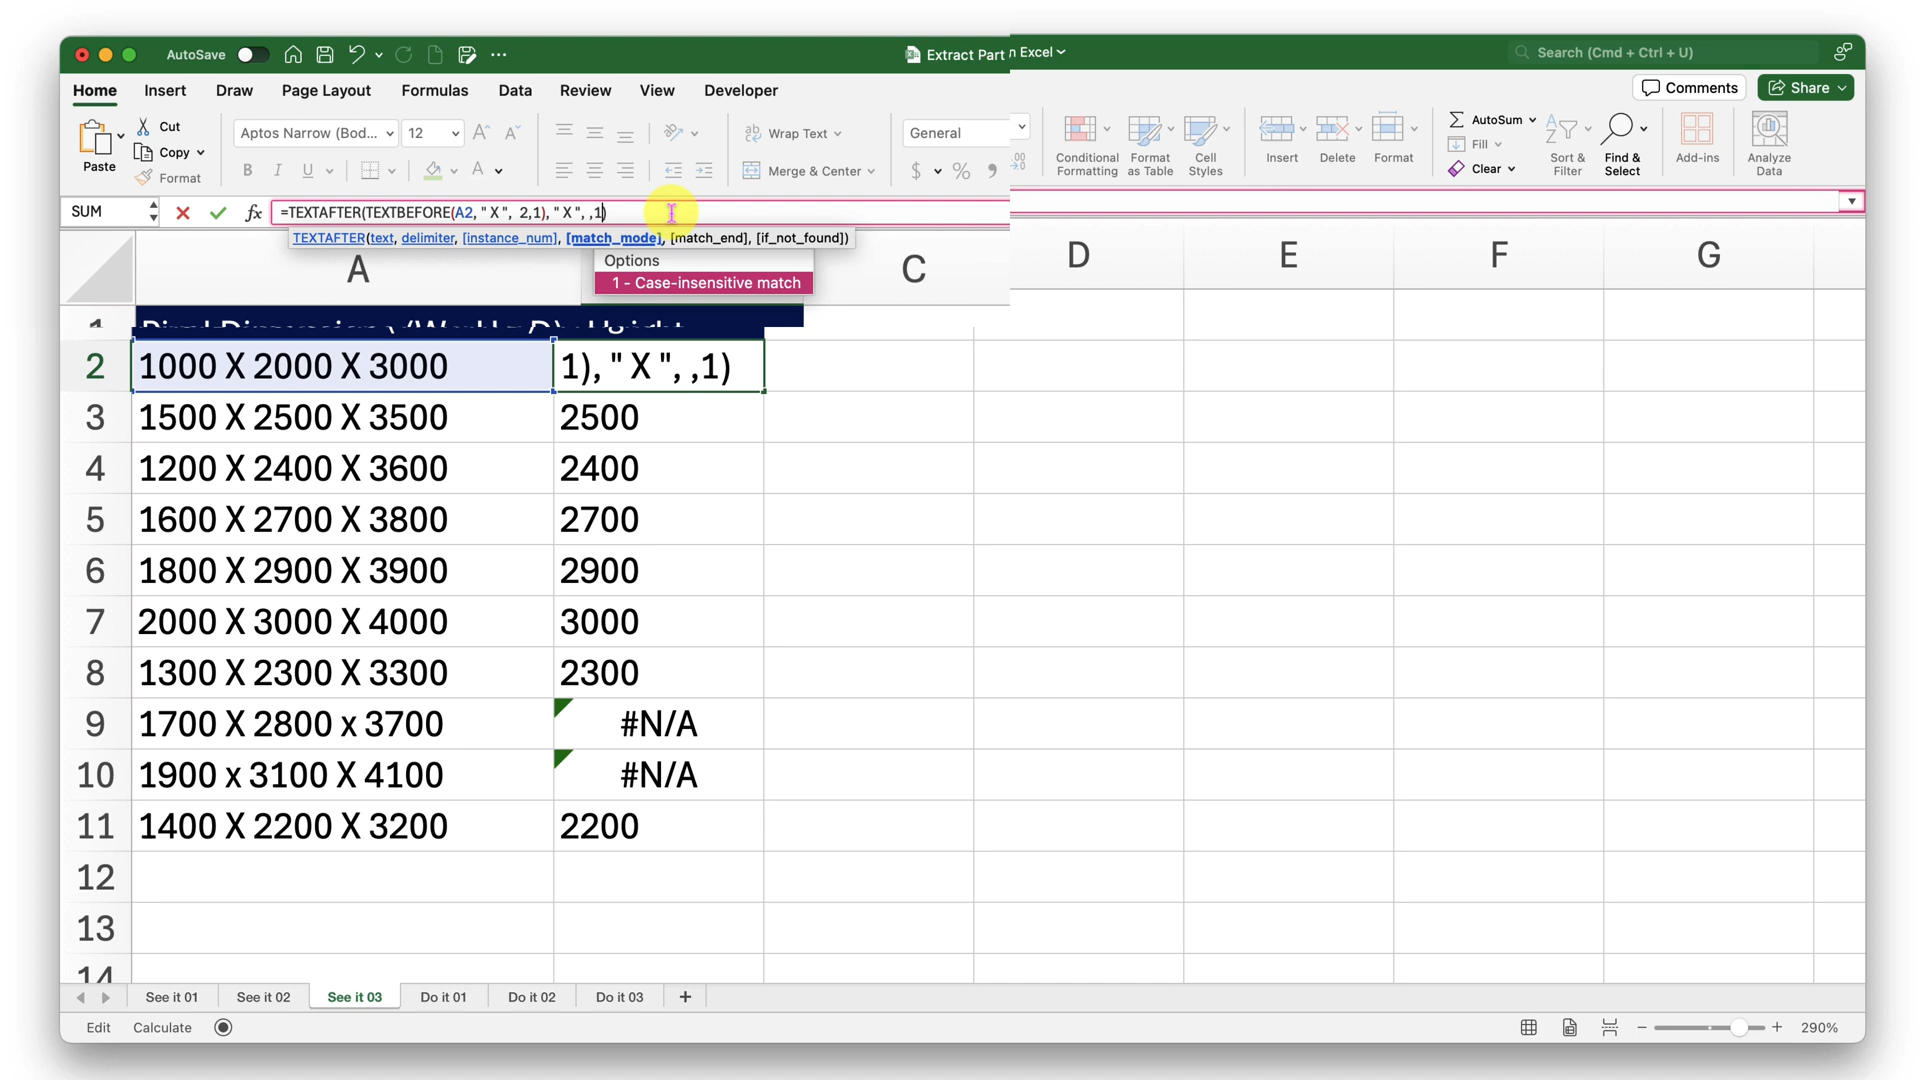 AutoSave
Extract Part
n Excel
Search (Cmd + Ctrl + U)
Home Insert Draw Page Layout Formulas Data Review View Developer
Comments Share
Paste
Cut
Copy
Format
Aptos Narrow (Bod... 12
B I U
A
Wrap Text
Merge & Center
General
$ %
Conditional Formatting
Format as Table
Cell Styles
Insert Delete Format
AutoSum
Fill
Clear
Sort & Filter
Find & Select
Add-ins
Analyze Data
SUM fx =TEXTAFTER(TEXTBEFORE(A2, " X ", 2,1), " X ", ,1)
TEXTAFTER(text, delimiter, [instance_num], [match_mode], [match_end], [if_not_found])
Options
1 - Case-insensitive match
A C D E G
2 1000 X 2000 X 3000 1), " X ", ,1)
3 1500 X 2500 X 3500 2500
4 1200 X 2400 X 3600 2400
5 1600 X 2700 X 3800 2700
6 1800 X 2900 X 3900 2900
7 2000 X 3000 X 4000 3000
8 1300 X 2300 X 3300 2300
9 1700 X 2800 x 3700 #N/A
10 1900 x 3100 X 4100 #N/A
11 1400 X 2200 X 3200 2200
12
13
14
See it 01 See it 02 See it 03 Do it 01 Do it 02 Do it 03 +
Edit Calculate
290%